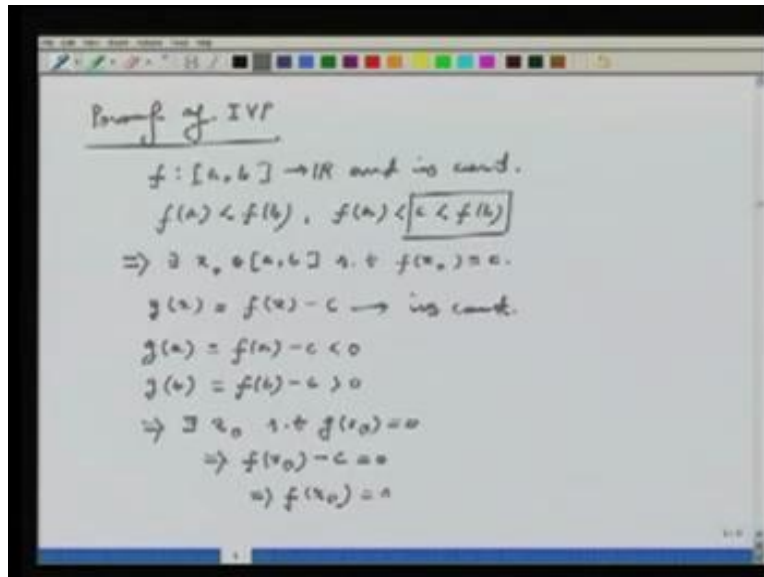 Proof of IVP
f : [a, b] → ℝ and is cont.
f(a) < f(b), f(a) < c < f(b)
⇒ ∃ x₀ ∈ [a, b] s.t f(x₀) = c.
g(x) = f(x) - c → is cont.
g(a) = f(a) - c < 0
g(b) = f(b) - c > 0
⇒ ∃ x₀ s.t g(x₀) = 0
⇒ f(x₀) - c = 0
⇒ f(x₀) = c